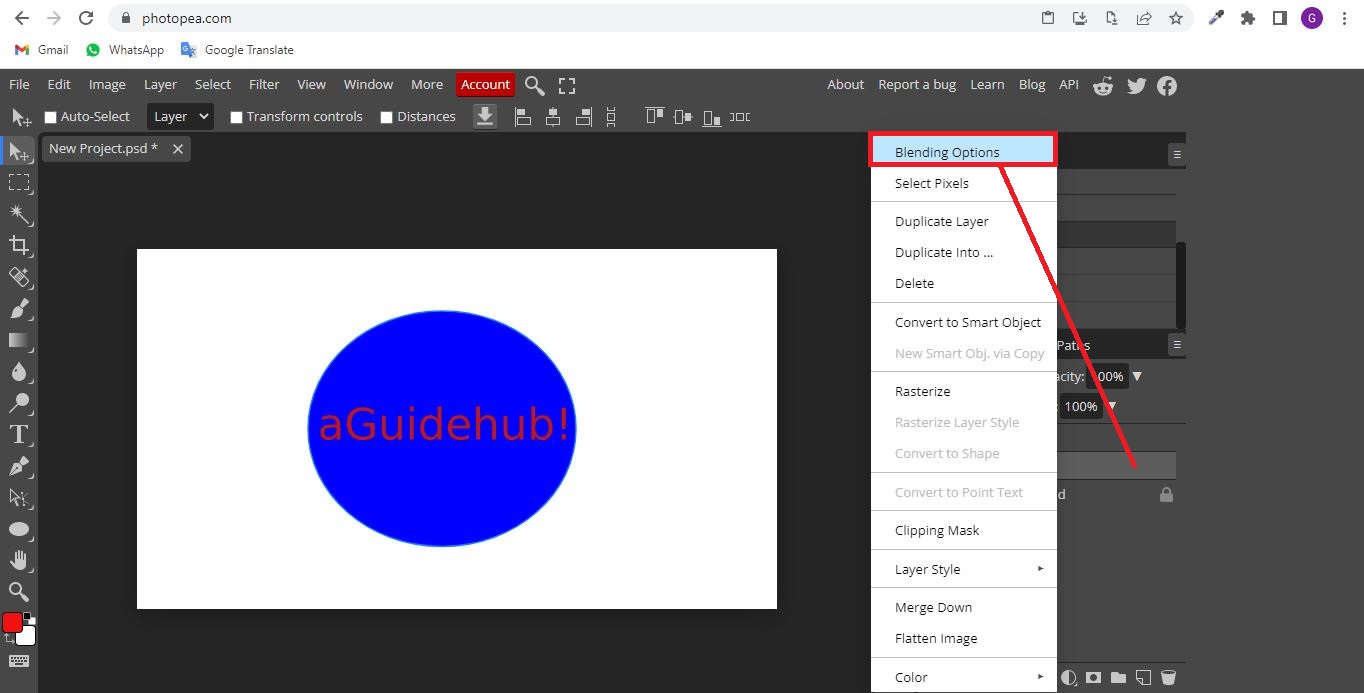 photopea.com
G
Gmail WhatsApp Google Translate
File Edit Image Layer Select Filter View Window More Account About Report a bug Learn Blog API
Auto-Select Layer Transform controls Distances
New Project.psd *
Blending Options
Select Pixels
Duplicate Layer
Duplicate Into ...
Delete
Convert to Smart Object
Paths
New Smart Obj. via Copy
acity: 00%
Rasterize
: 100%
Rasterize Layer Style
aGuidehub!
Convert to Shape
Convert to Point Text
d
Clipping Mask
Layer Style
Merge Down
Flatten Image
Color